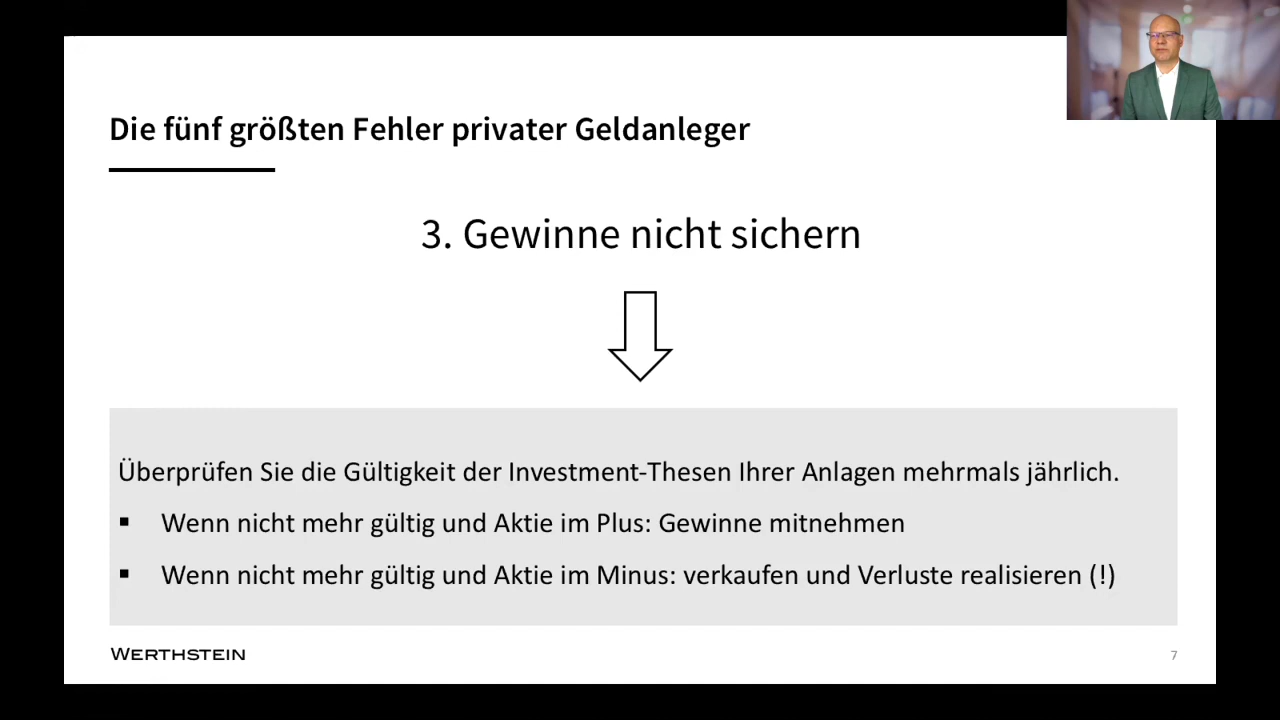 Die fünf größten Fehler privater Geldanleger
3. Gewinne nicht sichern
Überprüfen Sie die Gültigkeit der Investment-Thesen Ihrer Anlagen mehrmals jährlich.
▪ Wenn nicht mehr gültig und Aktie im Plus: Gewinne mitnehmen
▪ Wenn nicht mehr gültig und Aktie im Minus: verkaufen und Verluste realisieren (!)
WERTHSTEIN
7